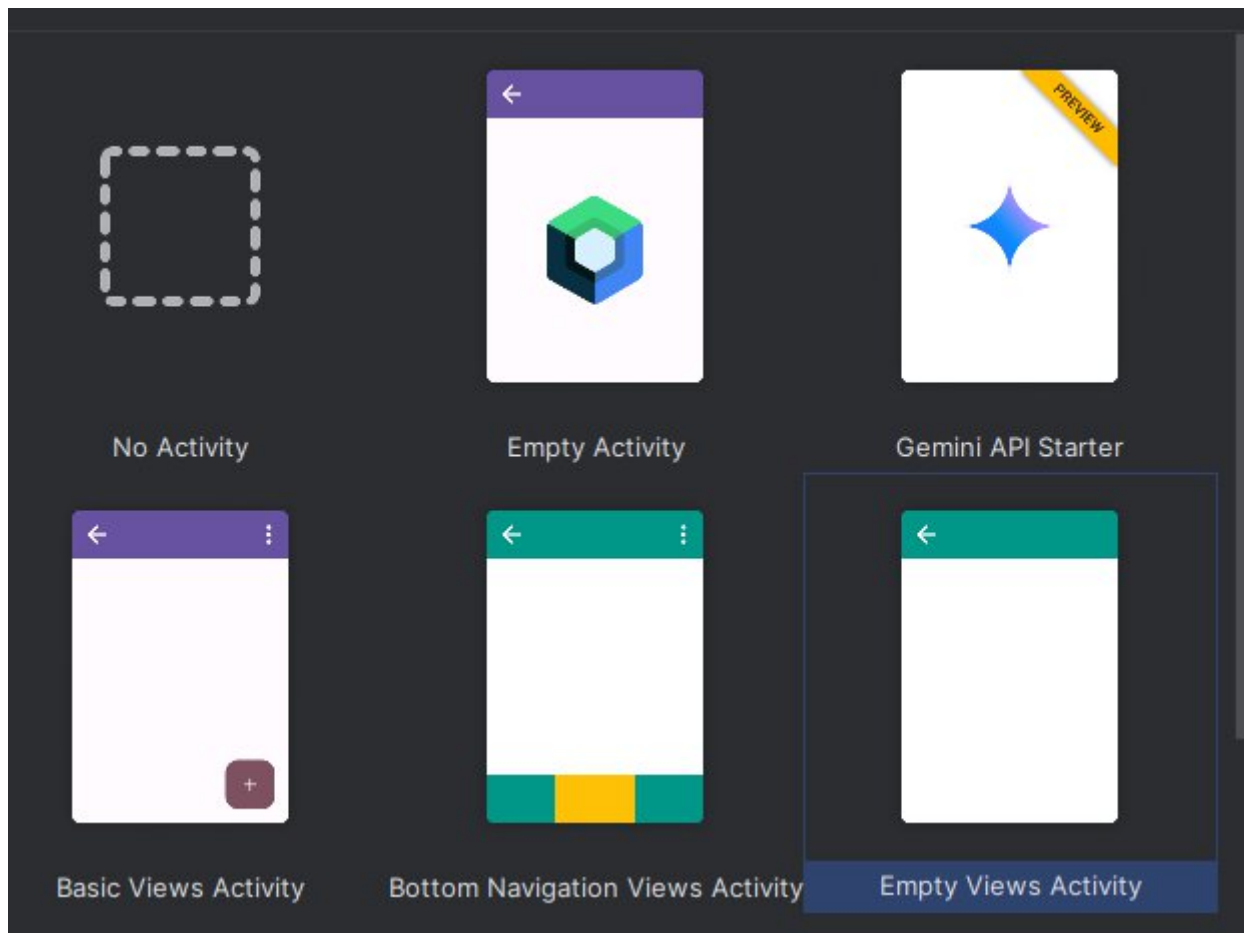 PREVIEW
No Activity
Empty Activity
Gemini API Starter
Basic Views Activity
Bottom Navigation Views Activity
Empty Views Activity